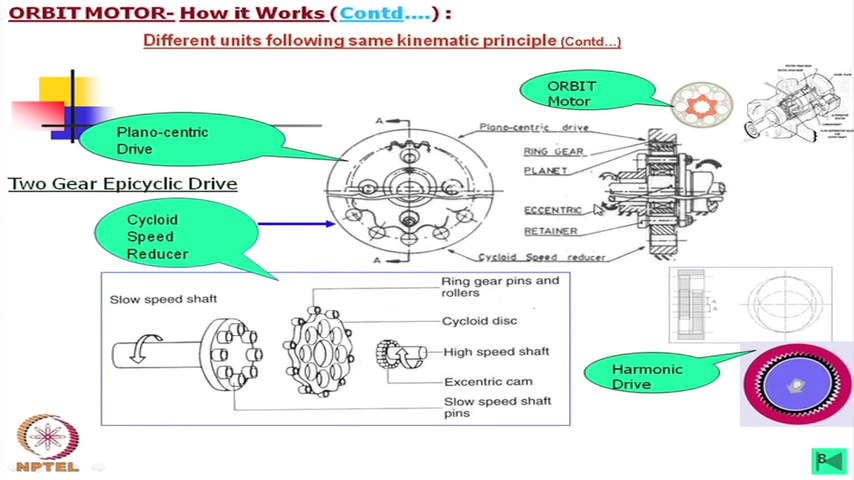 ORBIT MOTOR- How it Works (Contd....) :
Different units following same kinematic principle (Contd...)
ORBIT
Motor
Plano-centric
Drive
A
Plano-centric drive
RING GEAR
PLANET
Two Gear Epicyclic Drive
ECCENTRIC
RETAINER
Cycloid
Speed
Reducer
A
Cycloid Speed reducer
Slow speed shaft
Ring gear pins and
rollers
Cycloid disc
High speed shaft
Excentric cam
Slow speed shaft
pins
A
A
Harmonic
Drive
NPTEL
8